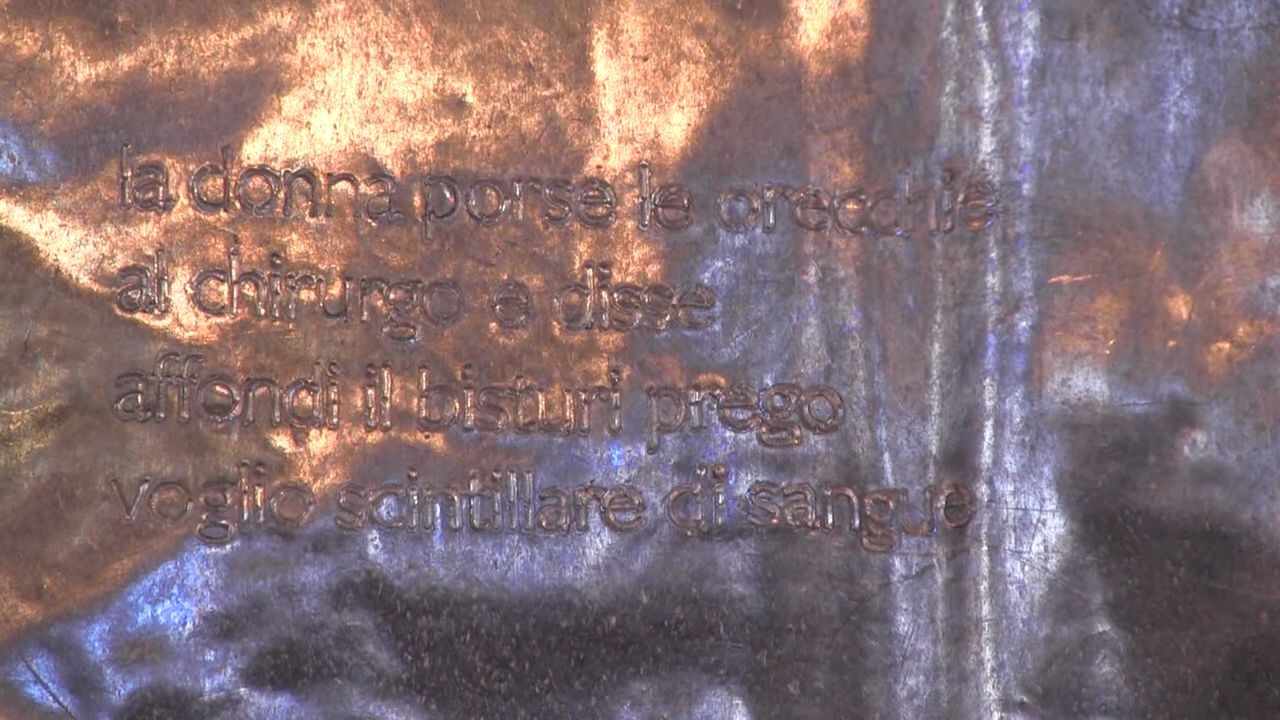 la donna porse le orecchie
al chirurgo e disse
affondi il bisturi prego
voglio scintillare di sangue